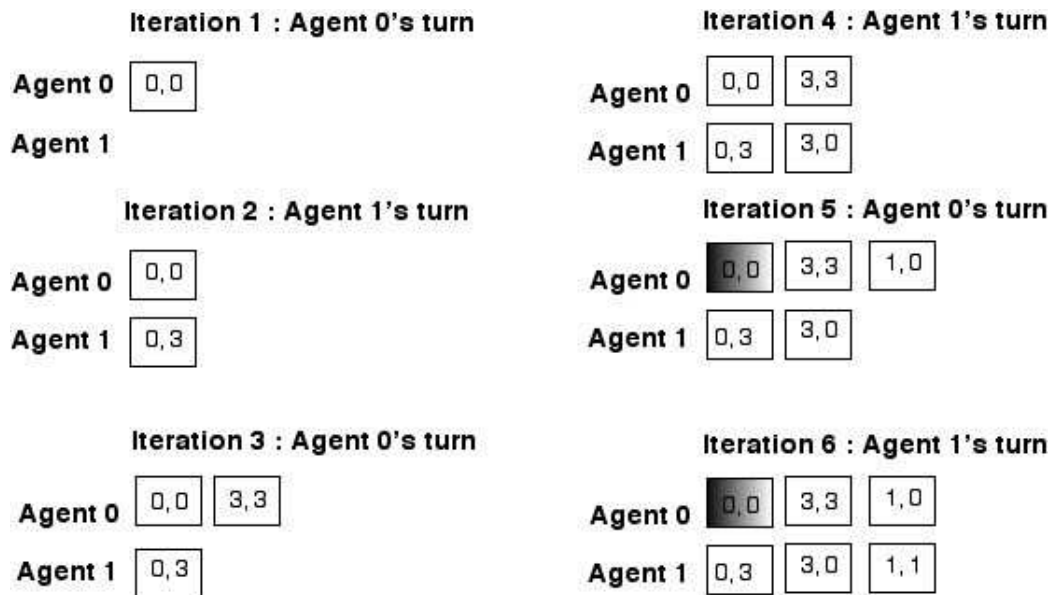 Iteration 1 : Agent 0's turn
Agent 0 0,0
Agent 1
Iteration 2 : Agent 1's turn
Agent 0 0,0
Agent 1 0,3
Iteration 3 : Agent 0's turn
Agent 0 0,0 3,3
Agent 1 0,3
Iteration 4 : Agent 1's turn
Agent 0 0,0 3,3
Agent 1 0,3 3,0
Iteration 5 : Agent 0's turn
Agent 0 0,0 3,3 1,0
Agent 1 0,3 3,0
Iteration 6 : Agent 1's turn
Agent 0 0,0 3,3 1,0
Agent 1 0,3 3,0 1,1